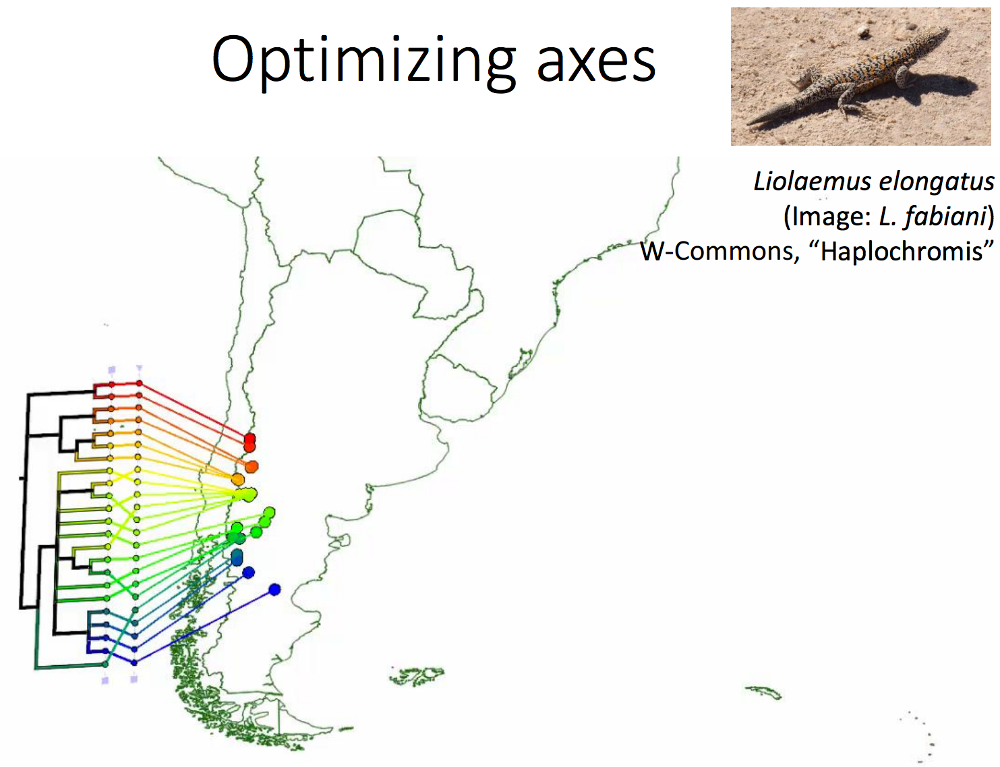 Optimizing axes
Liolaemus elongatus
(Image: L. fabiani)
W-Commons, “Haplochromis”